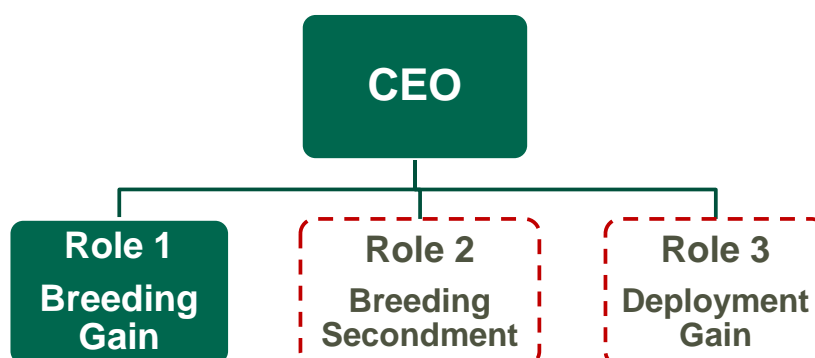 CEO
Role 1
Breeding
Gain
Role 2
Breeding
Secondment
Role 3
Deployment
Gain